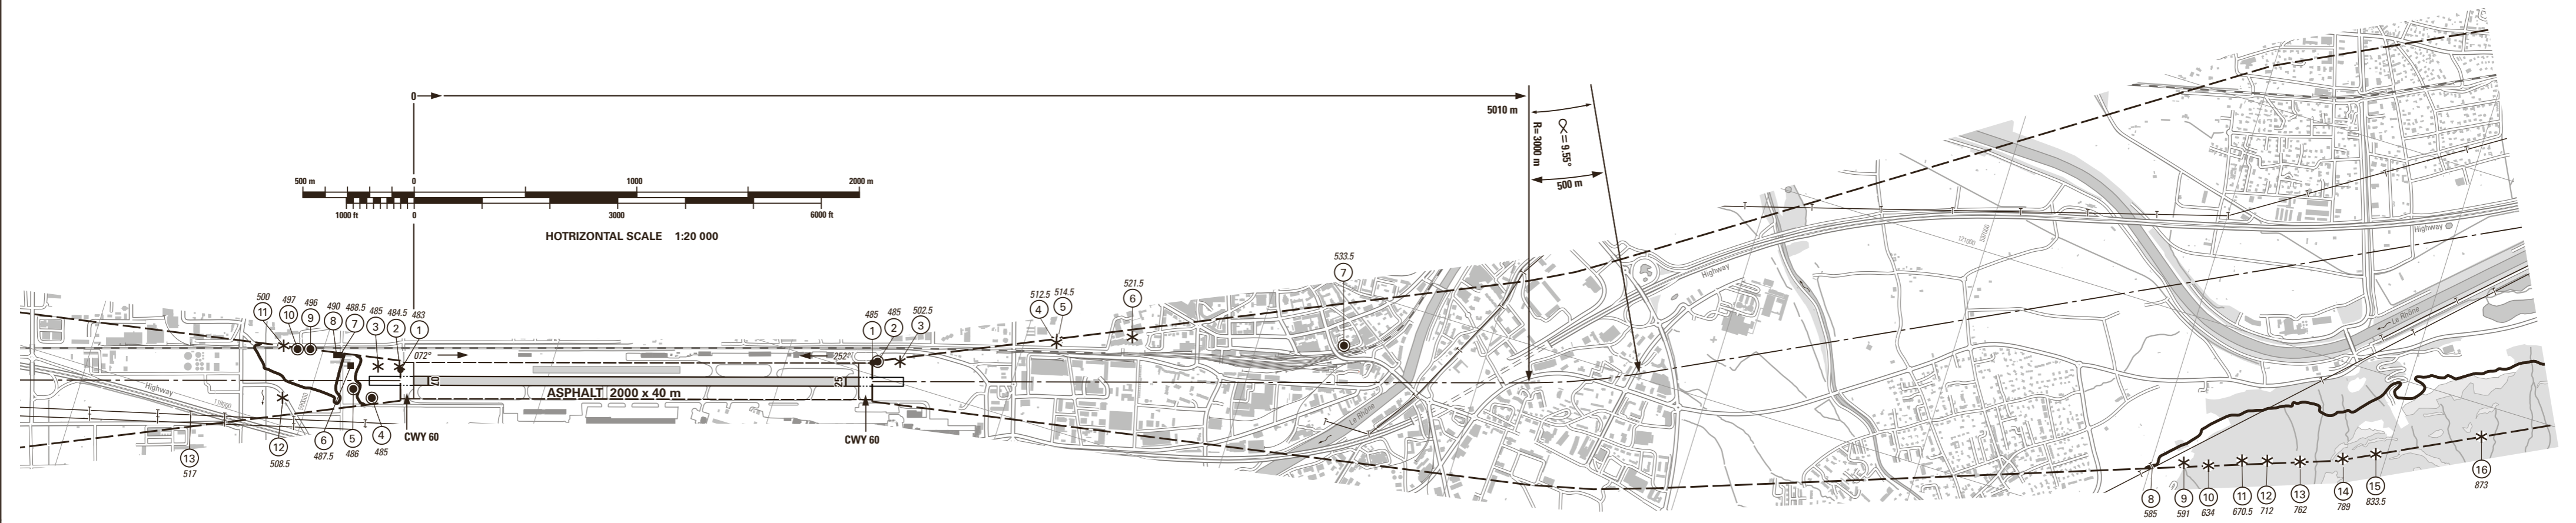 0
5010 m
R= 3000 m
= 9.55°
500 m
500 m 0 1000 2000 m
1000 ft 0 3000 6000 ft
HOTRIZONTAL SCALE 1:20 000
500 497 496 490 488.5 485 484.5 483
11 10 9 8 7 3 2 1
485 485 502.5
1 2 3
512.5 514.5
4 5
521.5
6
533.5
7
072°
252°
07
25
ASPHALT 2000 x 40 m
CWY 60
CWY 60
Highway
13
517
12
508.5
6
487.5
5
486
4
485
Le Rhône
Highway
Highway
Le Rhône
8 9 10 11 12 13 14 15 16
585 591 634 670.5 712 762 789 833.5 873